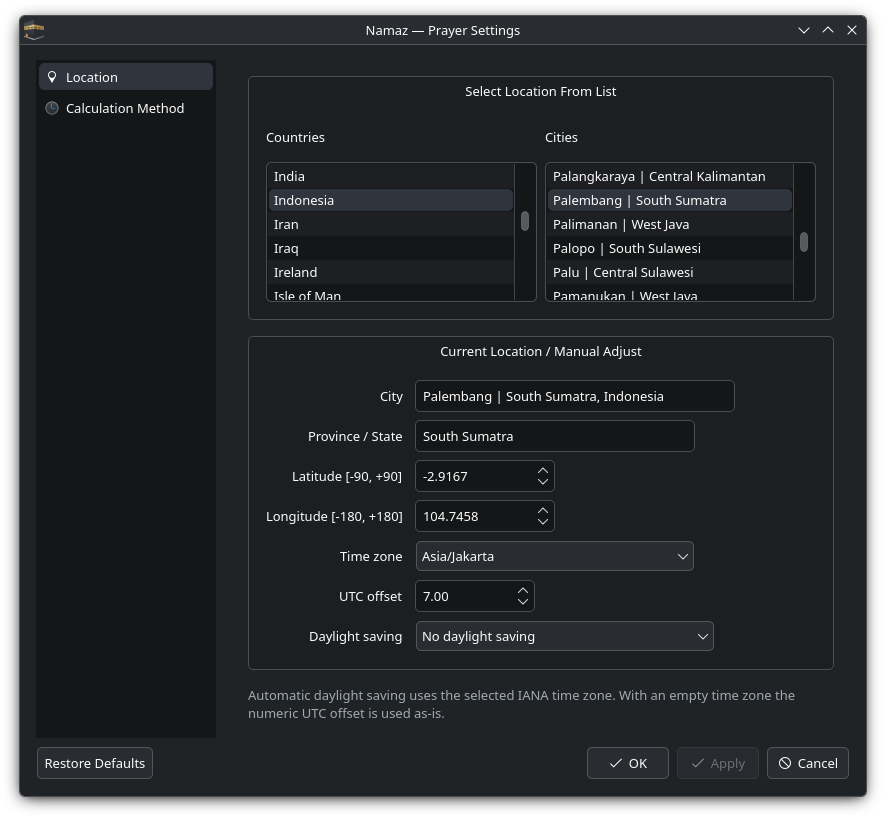 Namaz — Prayer Settings
Location
Calculation Method
Select Location From List
Countries
Cities
India
Indonesia
Iran
Iraq
Ireland
Isle of Man
Palangkaraya | Central Kalimantan
Palembang | South Sumatra
Palimanan | West Java
Palopo | South Sulawesi
Palu | Central Sulawesi
Pamanukan | West Java
Current Location / Manual Adjust
City
Palembang | South Sumatra, Indonesia
Province / State
South Sumatra
Latitude [-90, +90]
-2.9167
Longitude [-180, +180]
104.7458
Time zone
Asia/Jakarta
UTC offset
7.00
Daylight saving
No daylight saving
Automatic daylight saving uses the selected IANA time zone. With an empty time zone the
numeric UTC offset is used as-is.
Restore Defaults
OK
Apply
Cancel